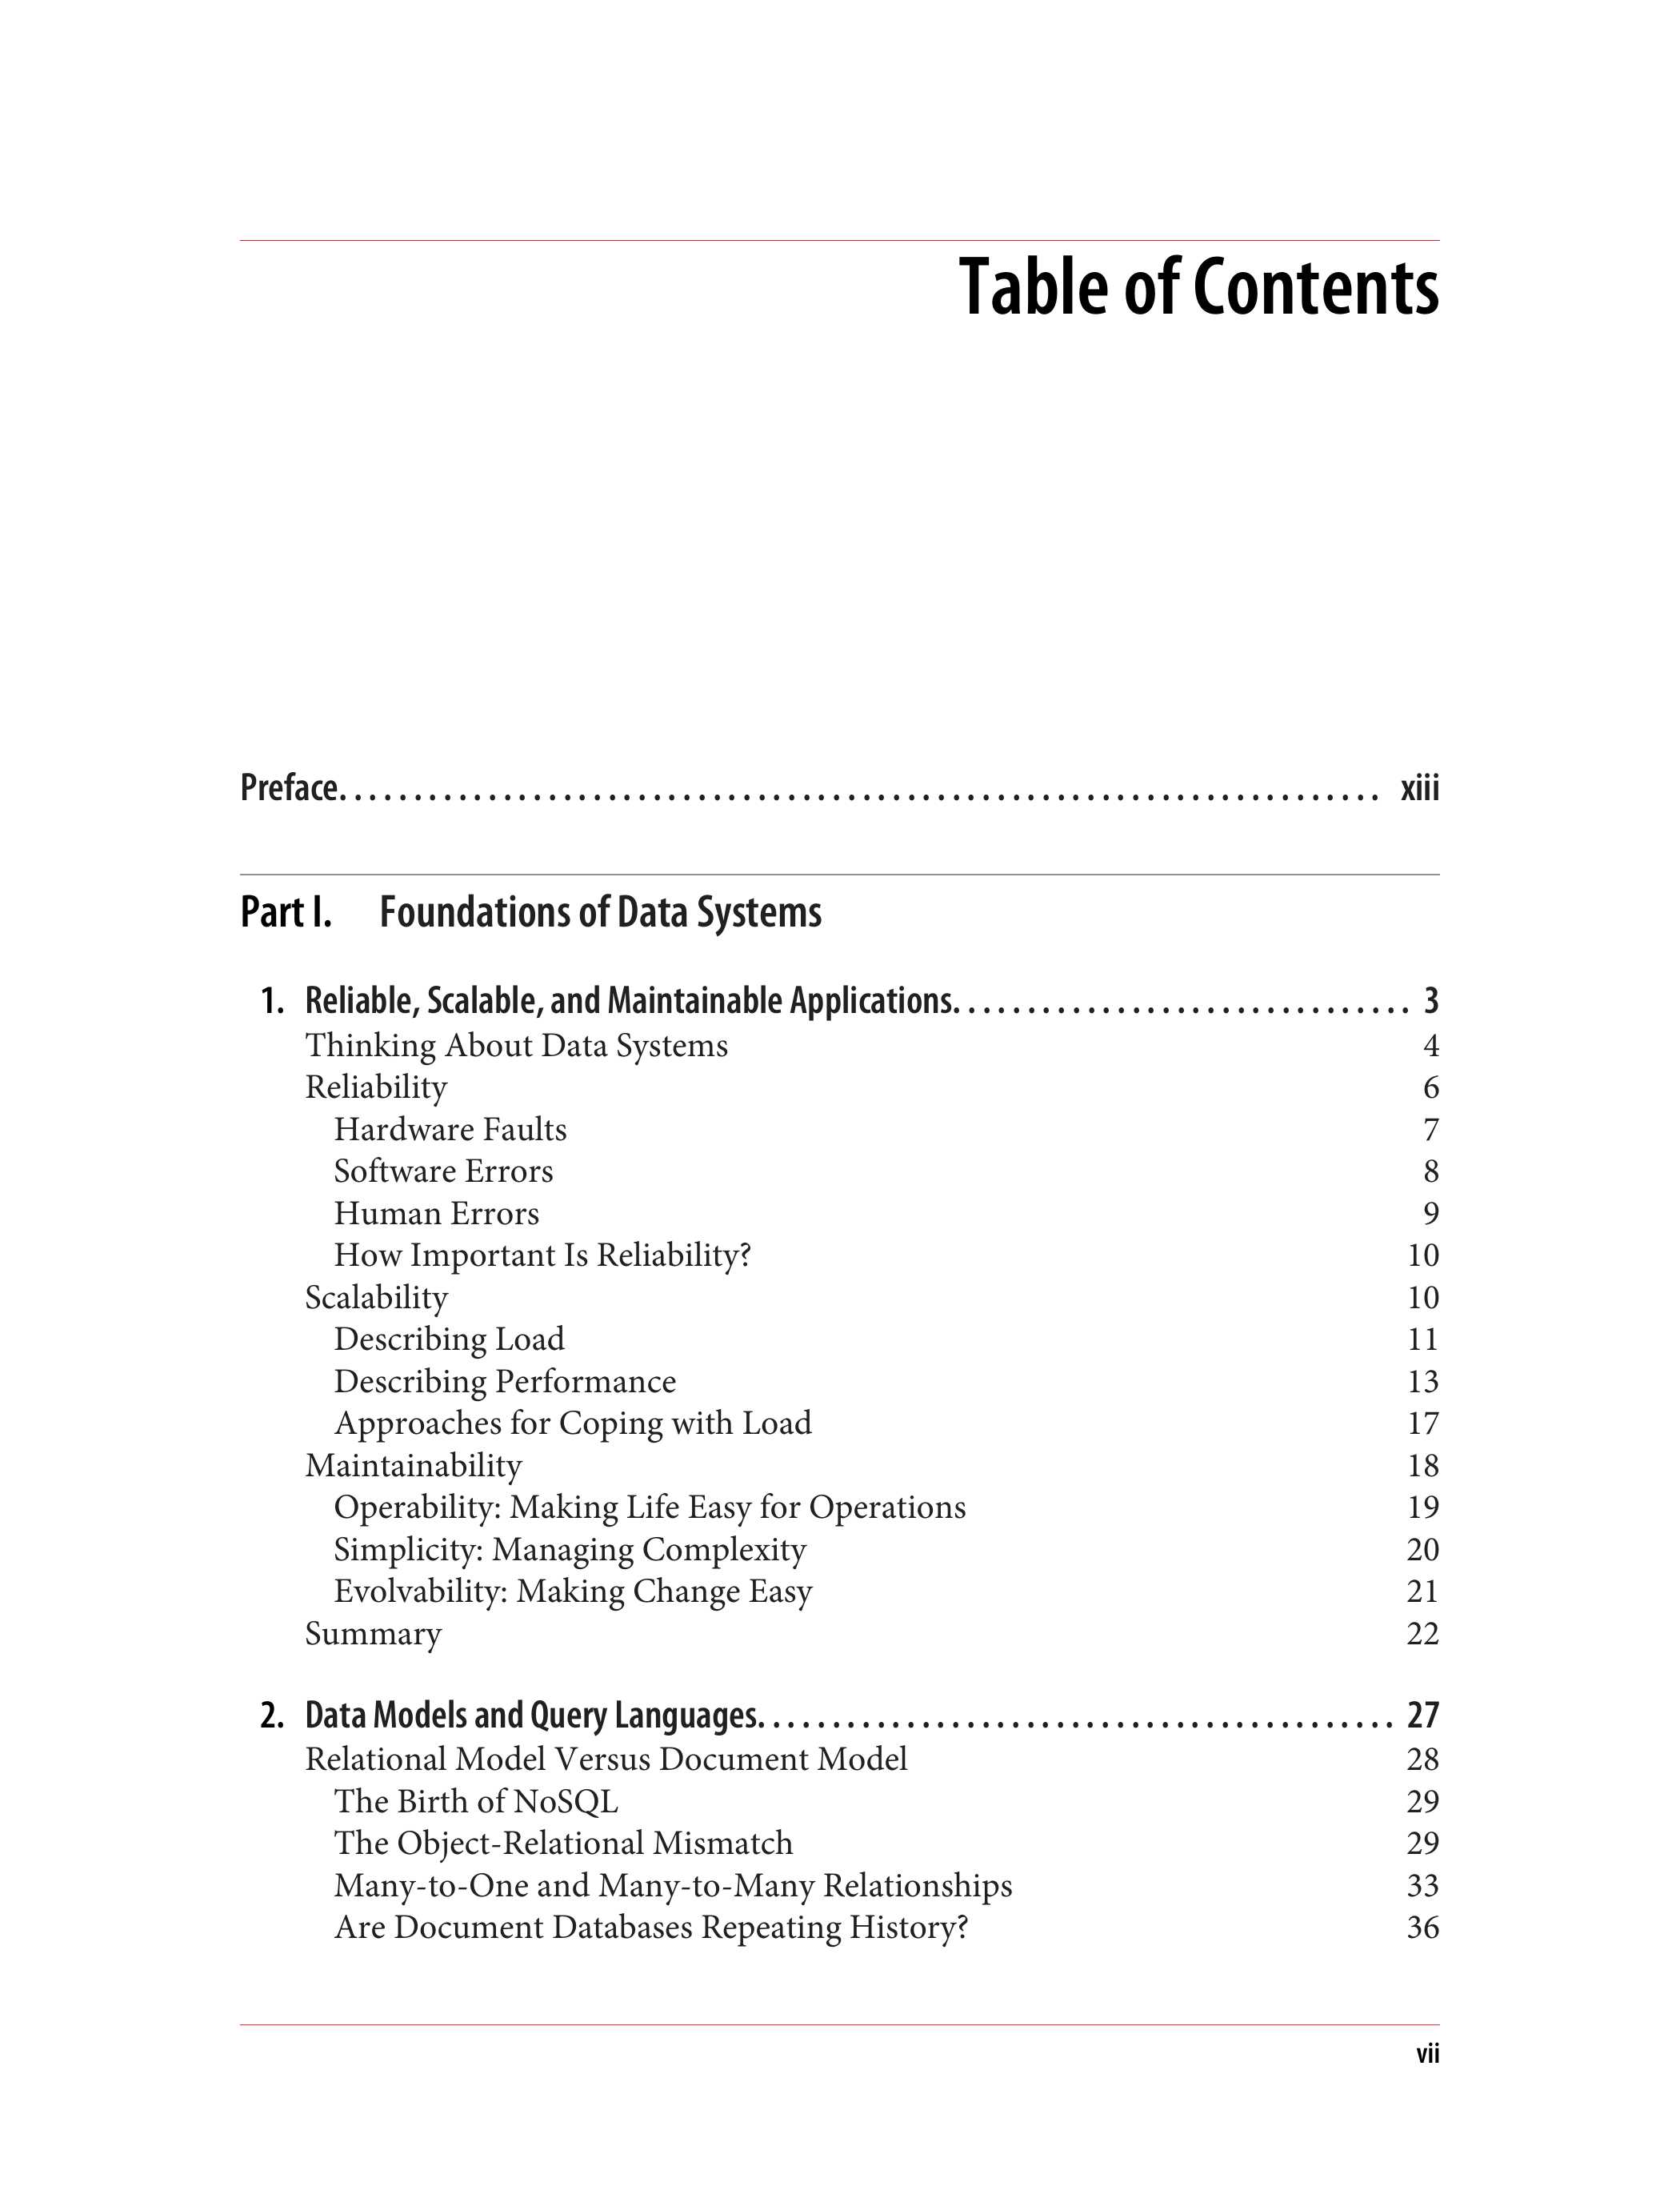 Table of Contents
Preface. . . . . . . . . . . . . . . . . . . . . . . . . . . . . . . . . . . . . . . . . . . . . . . . . . . . . . . . . . . . . . . . . . . . . . xiii
Part I. Foundations of Data Systems
1. Reliable, Scalable, and Maintainable Applications. . . . . . . . . . . . . . . . . . . . . . . . . . . . . . . 3
Thinking About Data Systems 4
Reliability 6
Hardware Faults 7
Software Errors 8
Human Errors 9
How Important Is Reliability? 10
Scalability 10
Describing Load 11
Describing Performance 13
Approaches for Coping with Load 17
Maintainability 18
Operability: Making Life Easy for Operations 19
Simplicity: Managing Complexity 20
Evolvability: Making Change Easy 21
Summary 22
2. Data Models and Query Languages. . . . . . . . . . . . . . . . . . . . . . . . . . . . . . . . . . . . . . . . . . . 27
Relational Model Versus Document Model 28
The Birth of NoSQL 29
The Object-Relational Mismatch 29
Many-to-One and Many-to-Many Relationships 33
Are Document Databases Repeating History? 36
vii